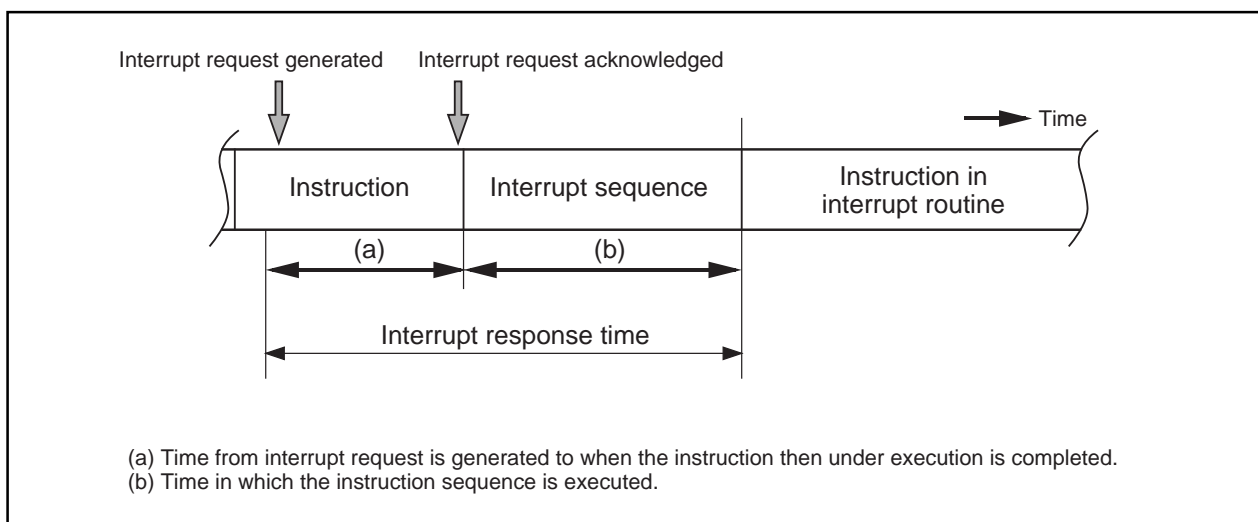 Interrupt request generated
Interrupt request acknowledged
Time
Instruction
Interrupt sequence
Instruction in
interrupt routine
(a)
(b)
Interrupt response time
(a) Time from interrupt request is generated to when the instruction then under execution is completed.
(b) Time in which the instruction sequence is executed.